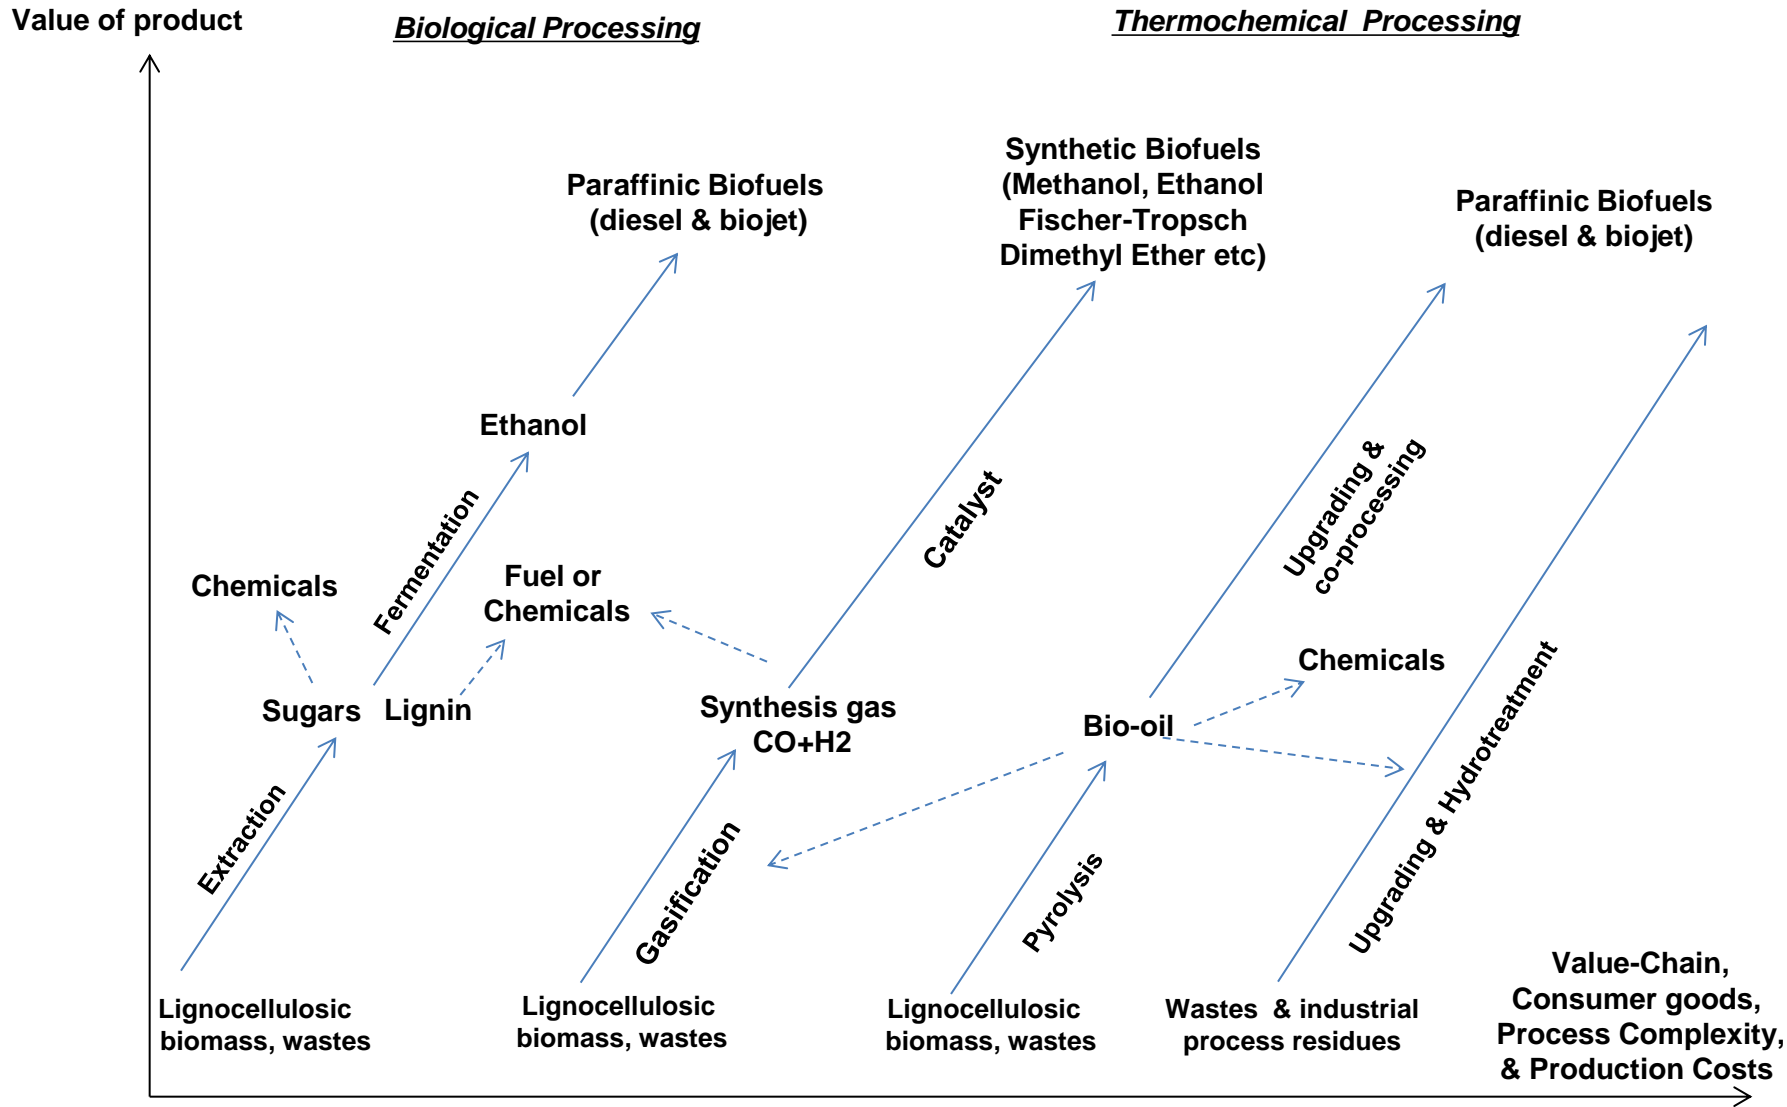 Value of product
Biological Processing
Thermochemical Processing
Paraffinic Biofuels
(diesel & biojet)
Synthetic Biofuels
(Methanol, Ethanol
Fischer-Tropsch
Dimethyl Ether etc)
Paraffinic Biofuels
(diesel & biojet)
Ethanol
Fermentation
Catalyst
Upgrading &
co-processing
Chemicals
Fuel or
Chemicals
Chemicals
Sugars
Lignin
Synthesis gas
CO+H2
Bio-oil
Extraction
Gasification
Pyrolysis
Upgrading & Hydrotreatment
Lignocellulosic
biomass, wastes
Lignocellulosic
biomass, wastes
Lignocellulosic
biomass, wastes
Wastes & industrial
process residues
Value-Chain,
Consumer goods,
Process Complexity,
& Production Costs